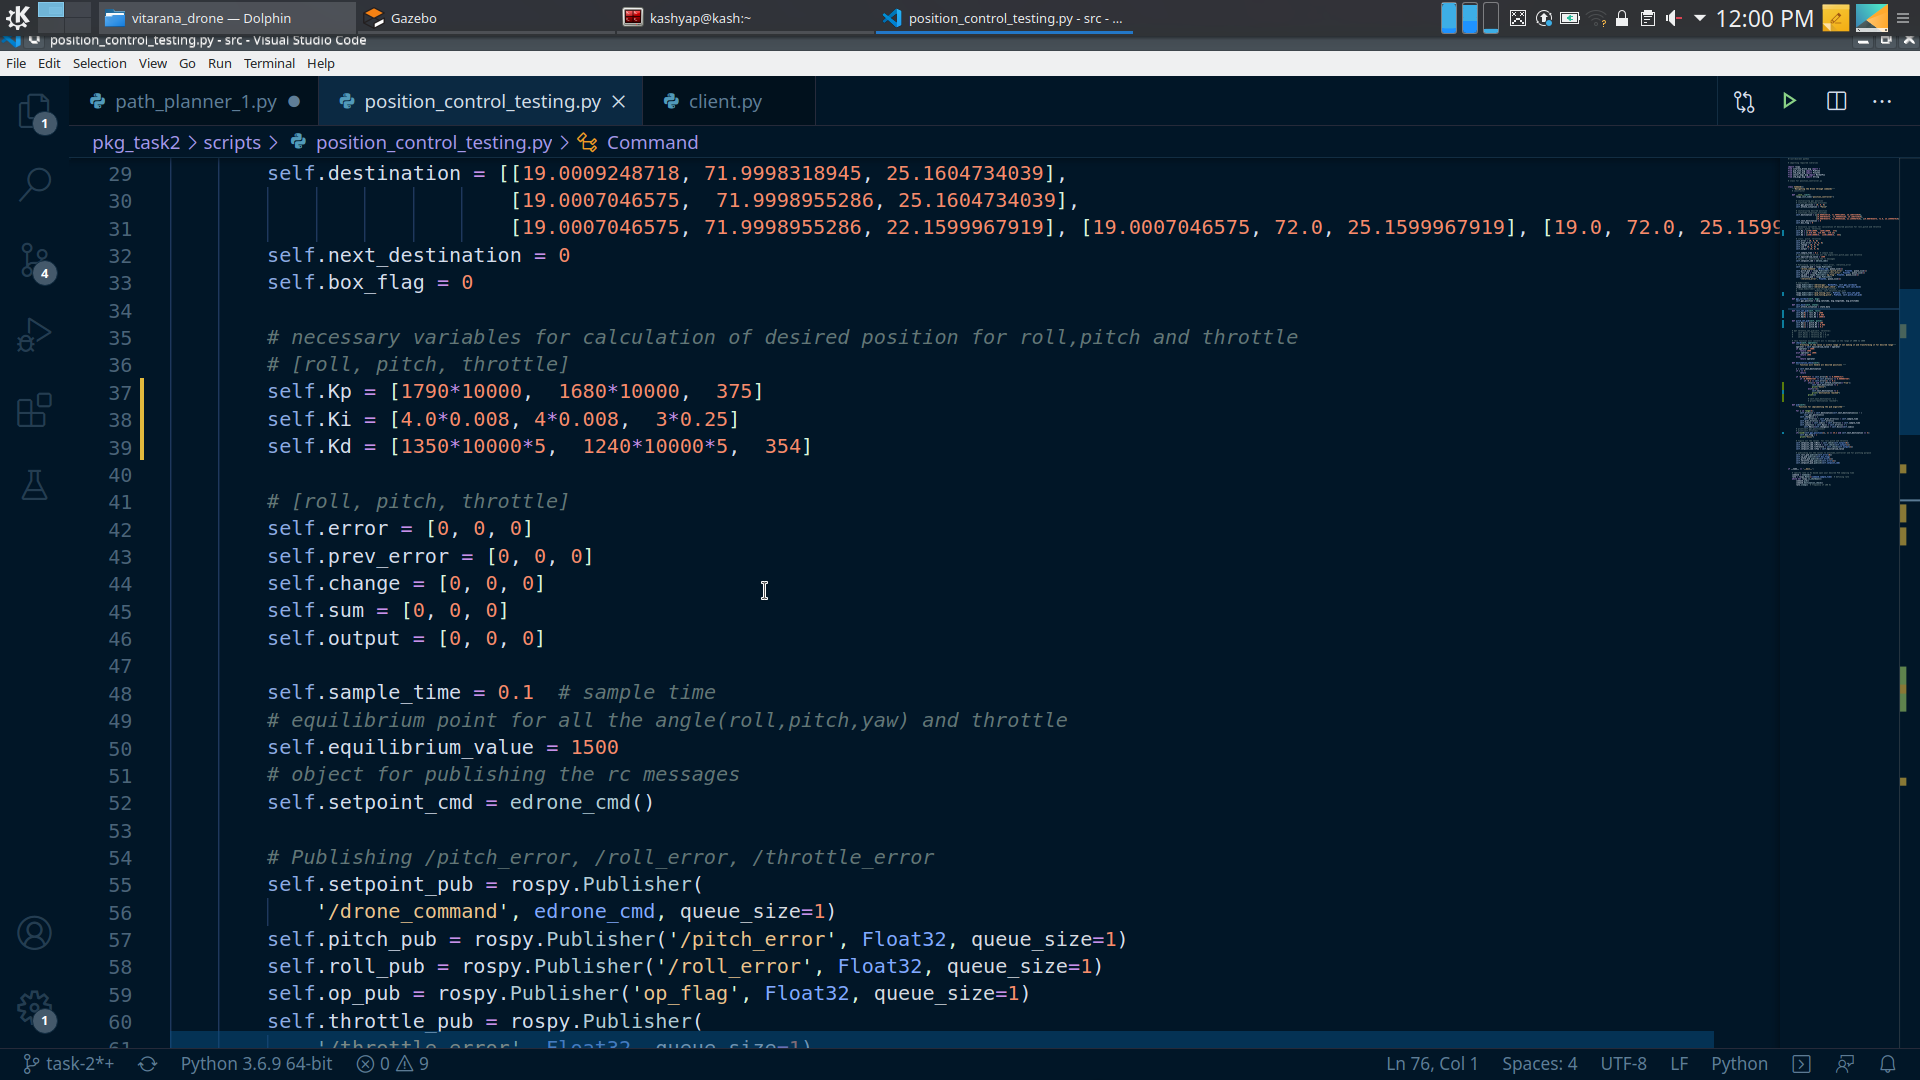 vitarana_drone — Dolphin
Gazebo
kashyap@kash:~
position_control_testing.py - src - ...
12:00 PM
position_control_testing.py - src - Visual Studio Code
File Edit Selection View Go Run Terminal Help
path_planner_1.py
position_control_testing.py
client.py
pkg_task2 > scripts > position_control_testing.py > Command
29 self.destination = [[19.0009248718, 71.9998318945, 25.1604734039],
30 [19.0007046575,  71.9998955286, 25.1604734039],
31 [19.0007046575, 71.9998955286, 22.1599967919], [19.0007046575, 72.0, 25.1599967919], [19.0, 72.0, 25.1599
32 self.next_destination = 0
33 self.box_flag = 0
34
35 # necessary variables for calculation of desired position for roll,pitch and throttle
36 # [roll, pitch, throttle]
37 self.Kp = [1790*10000,  1680*10000,  375]
38 self.Ki = [4.0*0.008, 4*0.008,  3*0.25]
39 self.Kd = [1350*10000*5,  1240*10000*5,  354]
40
41 # [roll, pitch, throttle]
42 self.error = [0, 0, 0]
43 self.prev_error = [0, 0, 0]
44 self.change = [0, 0, 0]
45 self.sum = [0, 0, 0]
46 self.output = [0, 0, 0]
47
48 self.sample_time = 0.1  # sample time
49 # equilibrium point for all the angle(roll,pitch,yaw) and throttle
50 self.equilibrium_value = 1500
51 # object for publishing the rc messages
52 self.setpoint_cmd = edrone_cmd()
53
54 # Publishing /pitch_error, /roll_error, /throttle_error
55 self.setpoint_pub = rospy.Publisher(
56 '/drone_command', edrone_cmd, queue_size=1)
57 self.pitch_pub = rospy.Publisher('/pitch_error', Float32, queue_size=1)
58 self.roll_pub = rospy.Publisher('/roll_error', Float32, queue_size=1)
59 self.op_pub = rospy.Publisher('op_flag', Float32, queue_size=1)
60 self.throttle_pub = rospy.Publisher(
61 '/throttle_error', Float32, queue_size=1)
1
4
1
task-2*+ Python 3.6.9 64-bit 0 9 Ln 76, Col 1 Spaces: 4 UTF-8 LF Python